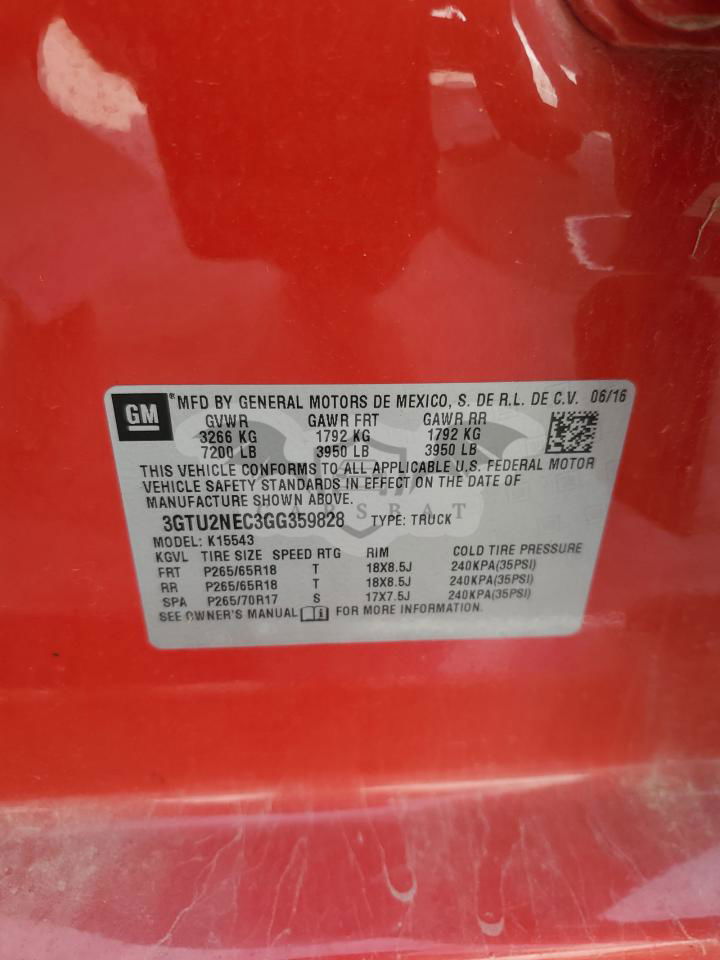 GM MFD BY GENERAL MOTORS DE MEXICO, S. DE R.L. DE C.V. 06/16
GVWR GAWR FRT GAWR RR
3266 KG 1792 KG 1792 KG
7200 LB 3950 LB 3950 LB
THIS VEHICLE CONFORMS TO ALL APPLICABLE U.S. FEDERAL MOTOR
VEHICLE SAFETY STANDARDS IN EFFECT ON THE DATE OF
MANUFACTURE SHOWN ABOVE.
CARSBAT
3GTU2NEC3GG359828 TYPE: TRUCK
MODEL: K15543
KGVL TIRE SIZE SPEED RTG RIM COLD TIRE PRESSURE
FRT P265/65R18 T 18X8.5J 240KPA(35PSI)
RR P265/65R18 T 18X8.5J 240KPA(35PSI)
SPA P265/70R17 S 17X7.5J 240KPA(35PSI)
SEE OWNER'S MANUAL i FOR MORE INFORMATION.